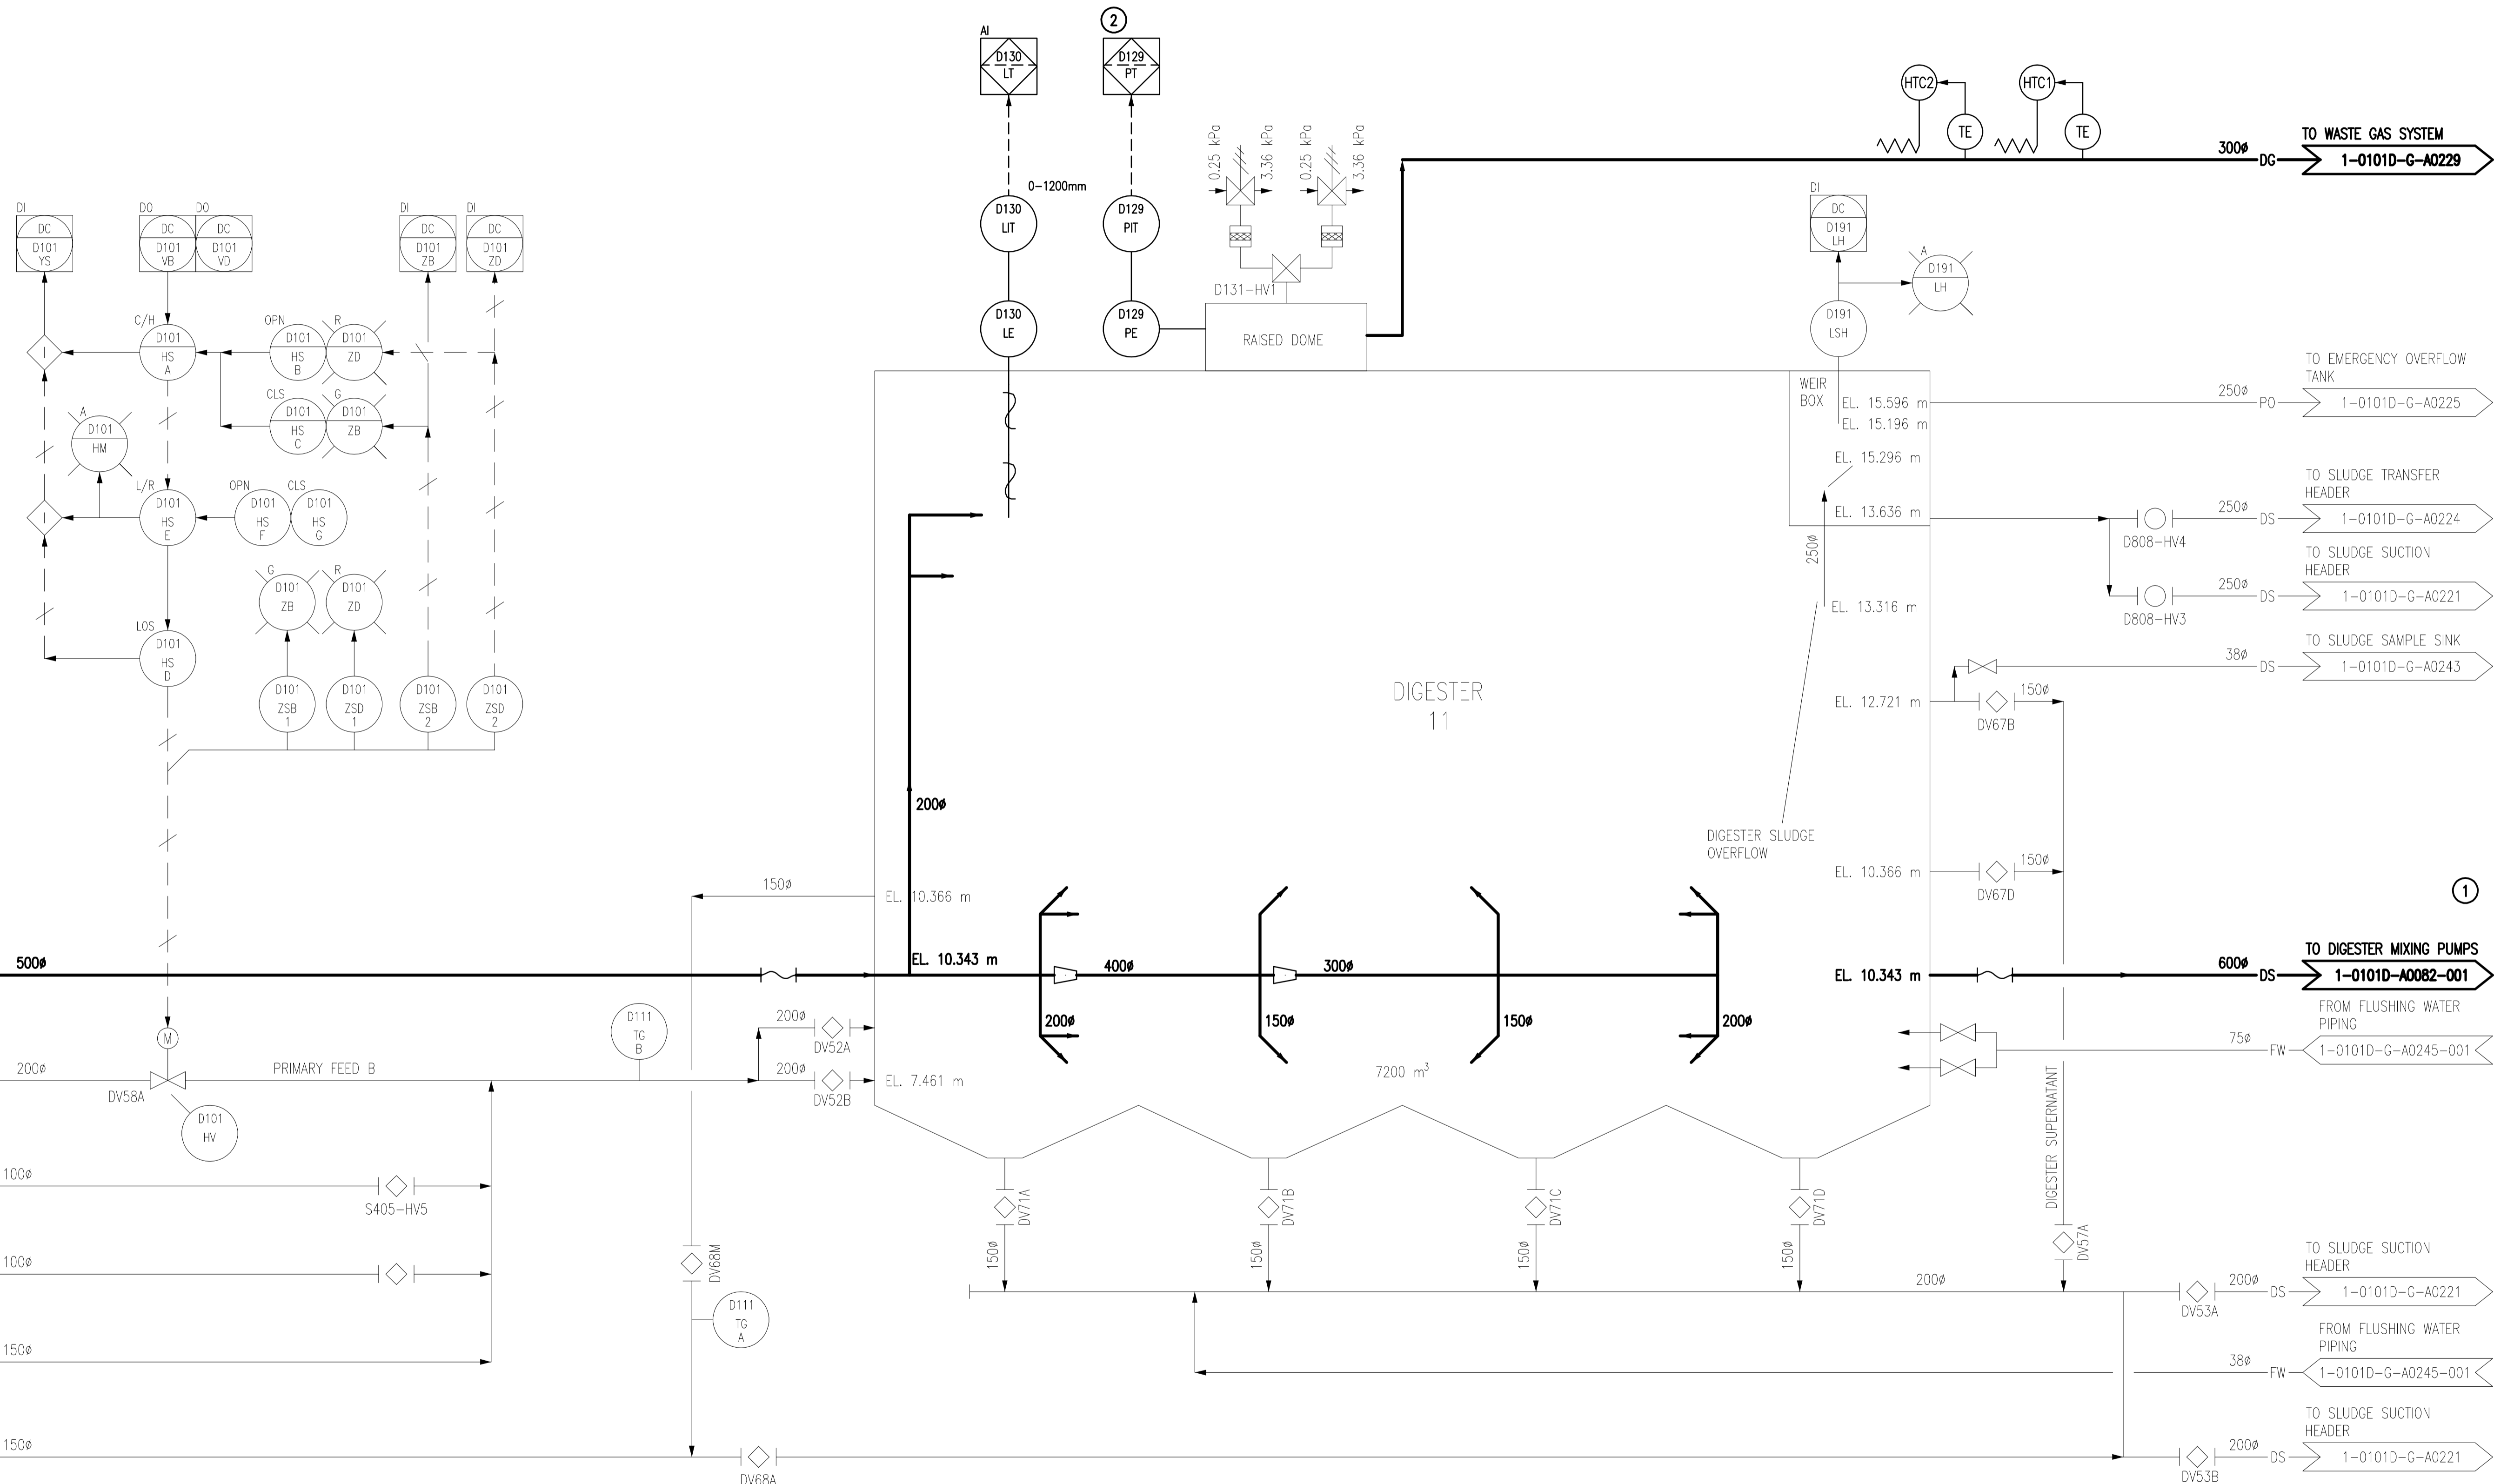 2
AI
D130
LT
D129
PT
HTC2
HTC1
TE
TE
TO WASTE GAS SYSTEM
300ø
DG
1-0101D-G-A0229
0.25 kPa
3.36 kPa
0.25 kPa
3.36 kPa
0-1200mm
D130
LIT
D129
PIT
D131-HV1
D130
LE
D129
PE
RAISED DOME
DI
DC
D191
LH
A
D191
LH
D191
LSH
DI
DC
D101
YS
DO
DC
D101
VB
DO
DC
D101
VD
DI
DC
D101
ZB
DI
DC
D101
ZD
C/H
D101
HS
A
OPN
D101
HS
B
R
D101
ZD
I
CLS
D101
HS
C
G
D101
ZB
A
D101
HM
L/R
D101
HS
E
OPN
D101
HS
F
CLS
D101
HS
G
I
G
D101
ZB
R
D101
ZD
LOS
D101
HS
D
D101
ZSB
1
D101
ZSD
1
D101
ZSB
2
D101
ZSD
2
WEIR
BOX
EL. 15.596 m
EL. 15.196 m
EL. 15.296 m
EL. 13.636 m
250ø
EL. 13.316 m
TO EMERGENCY OVERFLOW
TANK
250ø
PO
1-0101D-G-A0225
TO SLUDGE TRANSFER
HEADER
250ø
DS
1-0101D-G-A0224
D808-HV4
TO SLUDGE SUCTION
HEADER
250ø
DS
1-0101D-G-A0221
D808-HV3
TO SLUDGE SAMPLE SINK
38ø
DS
1-0101D-G-A0243
DIGESTER
11
EL. 12.721 m
150ø
DV67B
200ø
DIGESTER SLUDGE
OVERFLOW
EL. 10.366 m
150ø
DV67D
150ø
EL. 10.366 m
1
500ø
EL. 10.343 m
400ø
300ø
EL. 10.343 m
TO DIGESTER MIXING PUMPS
600ø
DS
1-0101D-A0082-001
200ø
150ø
150ø
200ø
FROM FLUSHING WATER
PIPING
75ø
FW
1-0101D-G-A0245-001
M
D111
TG
B
200ø
DV52A
200ø
PRIMARY FEED B
200ø
DV52B
EL. 7.461 m
7200 m³
DV58A
D101
HV
DIGESTER SUPERNATANT
100ø
S405-HV5
DV71A
DV71B
DV71C
DV71D
150ø
150ø
150ø
150ø
DV57A
100ø
DV68M
D111
TG
A
200ø
TO SLUDGE SUCTION
HEADER
200ø
DS
1-0101D-G-A0221
DV53A
150ø
FROM FLUSHING WATER
PIPING
38ø
FW
1-0101D-G-A0245-001
150ø
DV68A
TO SLUDGE SUCTION
HEADER
200ø
DS
1-0101D-G-A0221
DV53B